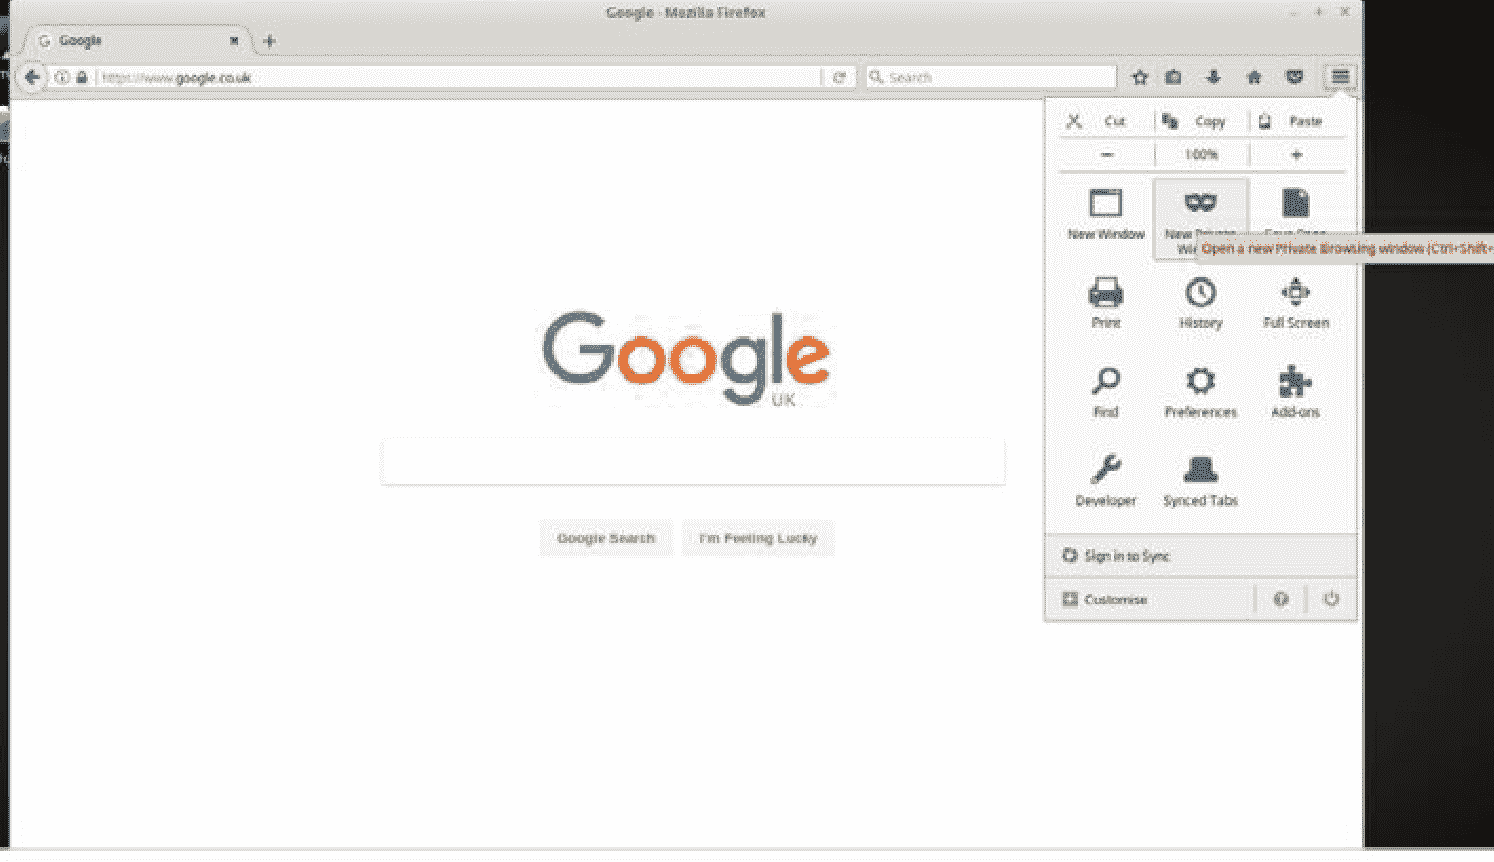 Google - Mozilla Firefox
Google
https://www.google.co.uk
Search
Cut Copy Paste
100%
New Window New Private
Open a new Private Browsing window (Ctrl+Shift+
Print History Full Screen
Google
UK
Find Preferences Add-ons
Developer Synced Tabs
Google Search I'm Feeling Lucky
Sign in to Sync
Customise